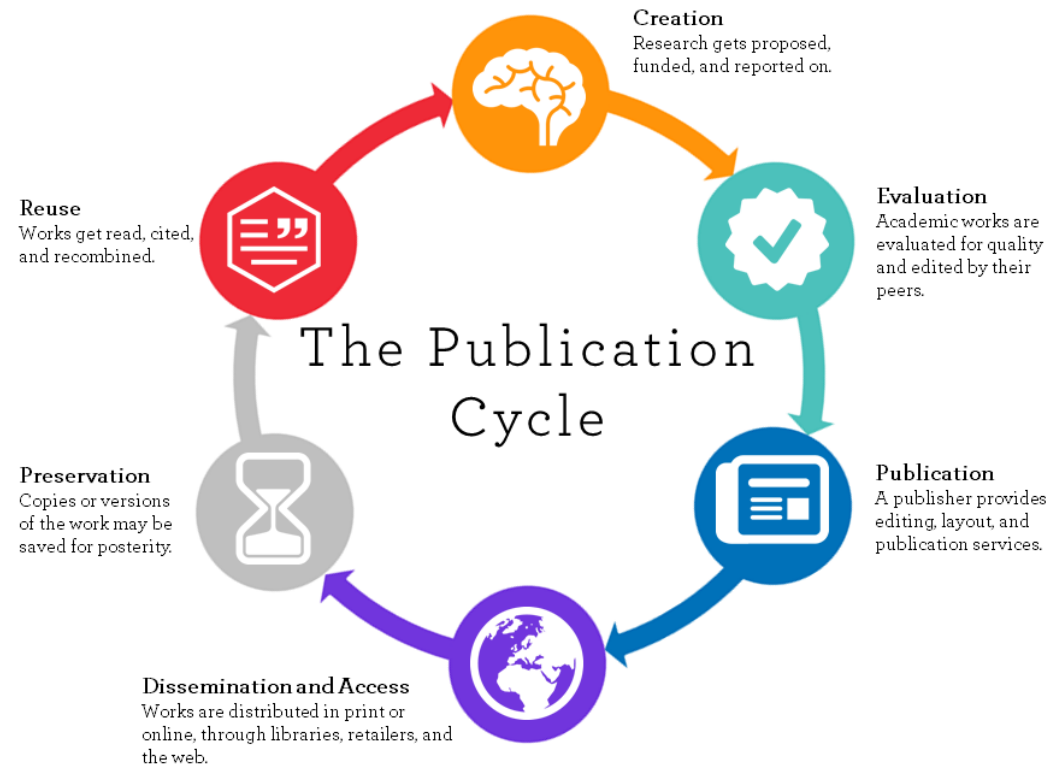 Creation
Research gets proposed,
funded, and reported on.
Evaluation
Academic works are
evaluated for quality
and edited by their
peers.
Publication
A publisher provides
editing, layout, and
publication services.
Dissemination and Access
Works are distributed in print or
online, through libraries, retailers, and
the web.
Preservation
Copies or versions
of the work may be
saved for posterity.
Reuse
Works get read, cited,
and recombined.
The Publication
Cycle